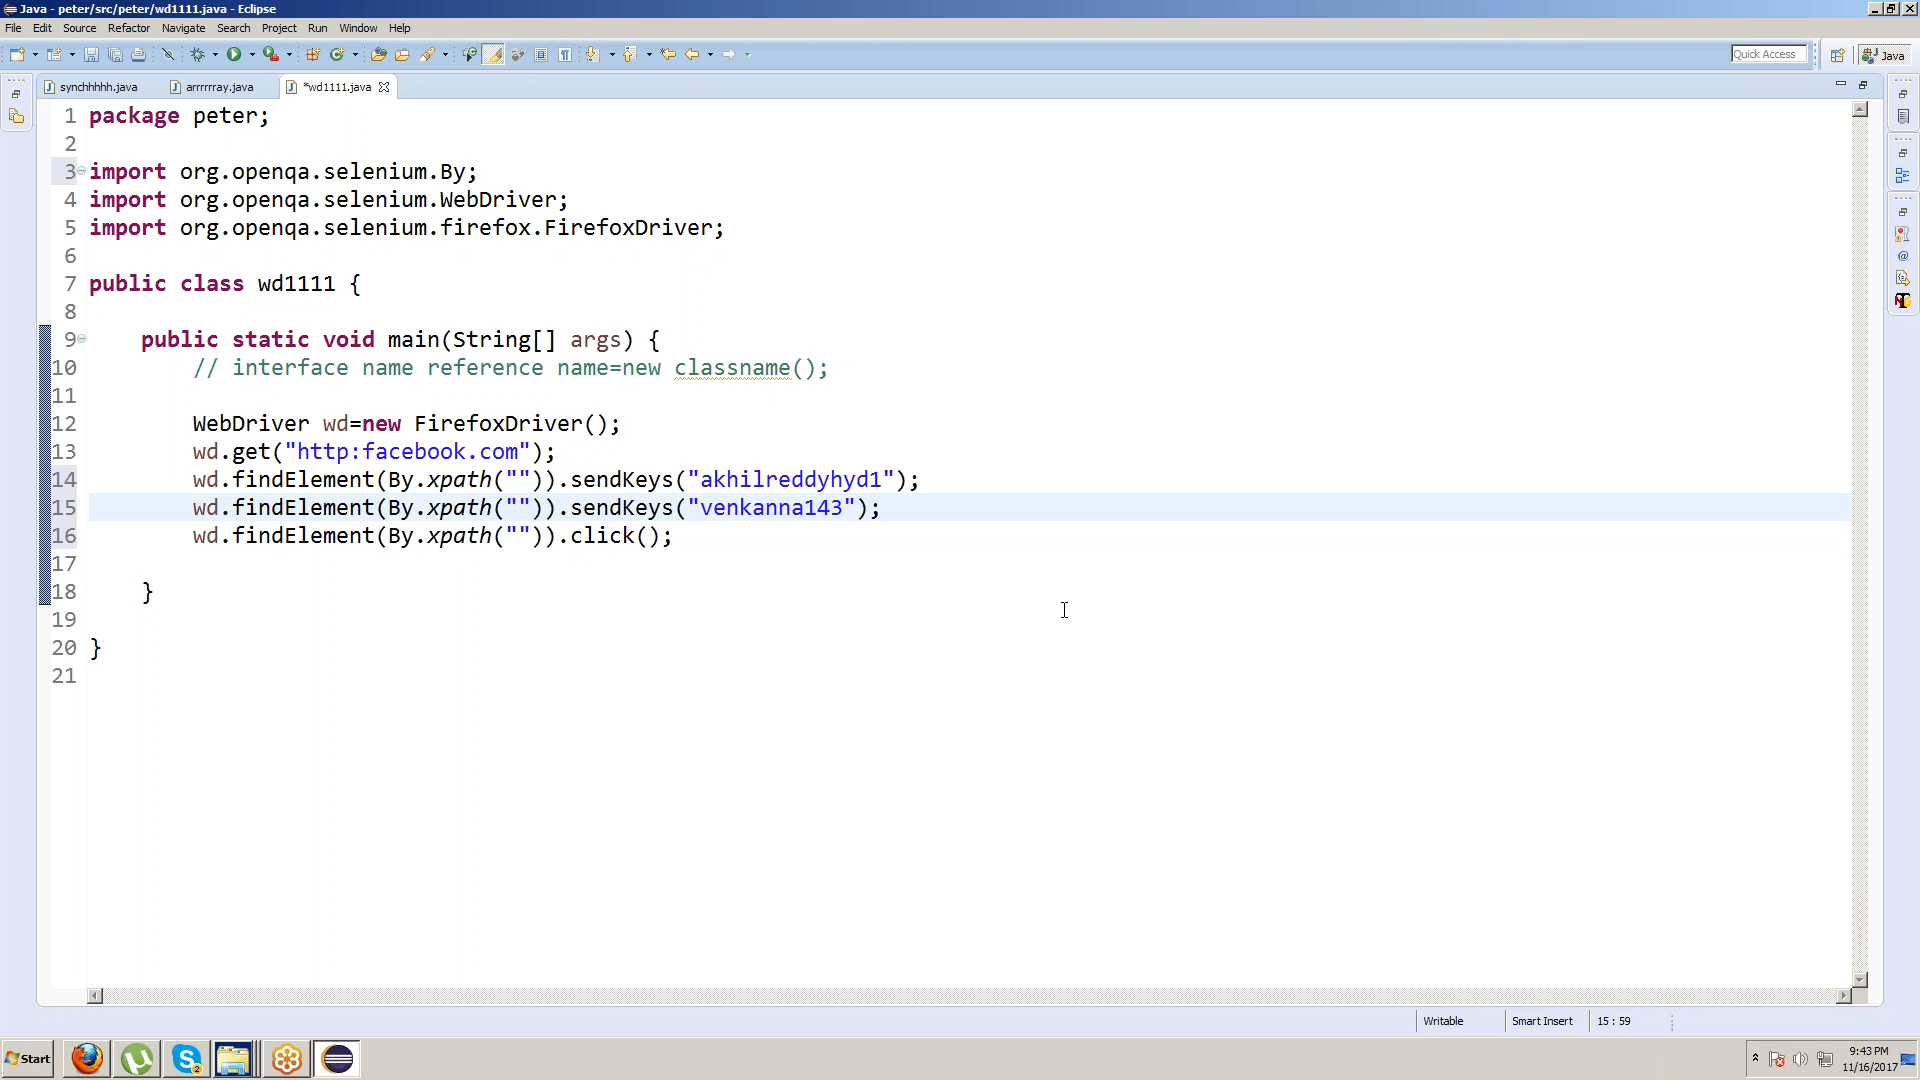 Java - peter/src/peter/wd1111.java - Eclipse
File Edit Source Refactor Navigate Search Project Run Window Help
Quick Access
Java
synchhhhh.java arrrrrray.java *wd1111.java
1 package peter;
2
3 import org.openqa.selenium.By;
4 import org.openqa.selenium.WebDriver;
5 import org.openqa.selenium.firefox.FirefoxDriver;
6
7 public class wd1111 {
8
9 public static void main(String[] args) {
10 // interface name reference name=new classname();
11
12 WebDriver wd=new FirefoxDriver();
13 wd.get("http:facebook.com");
14 wd.findElement(By.xpath("")).sendKeys("akhilreddyhyd1");
15 wd.findElement(By.xpath("")).sendKeys("venkanna143");
16 wd.findElement(By.xpath("")).click();
17
18 }
19
20 }
21
Writable Smart Insert 15 : 59
Start
2
9:43 PM
11/16/2017